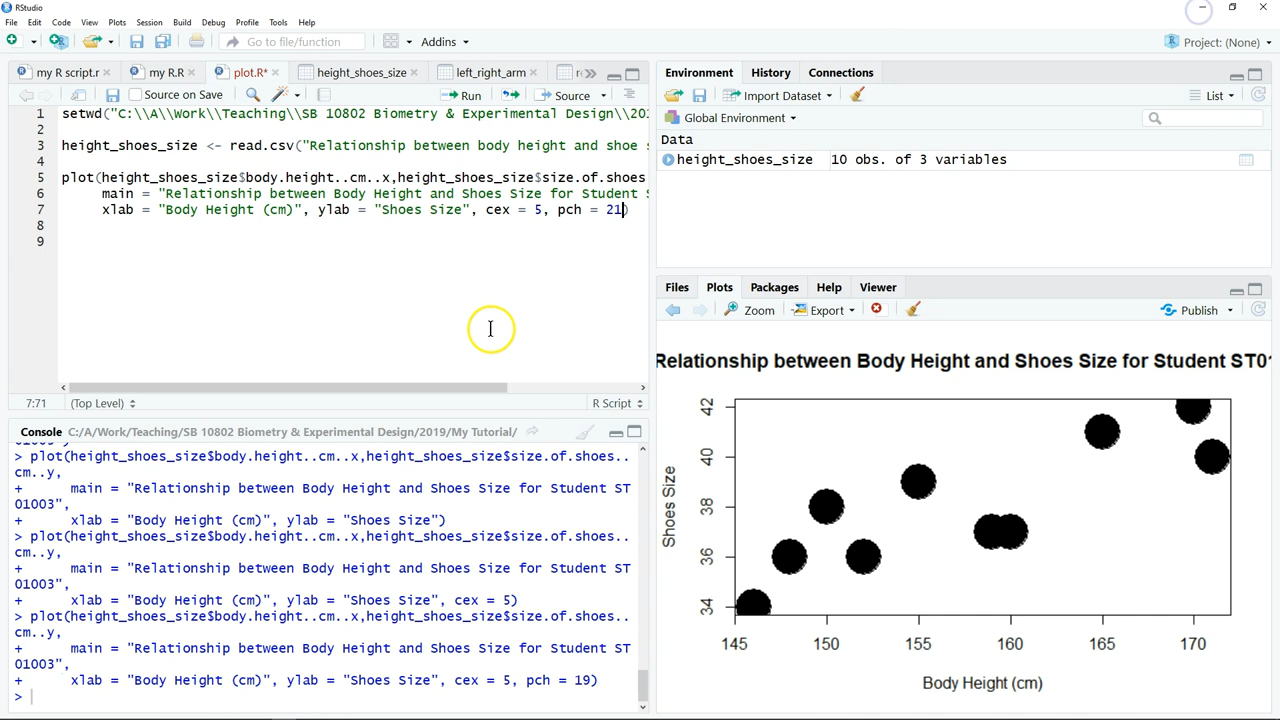 RStudio
File Edit Code View Plots Session Build Debug Profile Tools Help
Go to file/function Addins Project: (None)
my R script.r my R.R plot.R* height_shoes_size left_right_arm
Source on Save Run Source
1 setwd("C:\\A\\Work\\Teaching\\SB 10802 Biometry & Experimental Design\\20
2
3 height_shoes_size <- read.csv("Relationship between body height and shoe s
4
5 plot(height_shoes_size$body.height..cm..x,height_shoes_size$size.of.shoes
6 main = "Relationship between Body Height and Shoes Size for Student S
7 xlab = "Body Height (cm)", ylab = "Shoes Size", cex = 5, pch = 21)
8
9
7:71 (Top Level) R Script
Console C:/A/Work/Teaching/SB 10802 Biometry & Experimental Design/2019/My Tutorial/
> plot(height_shoes_size$body.height..cm..x,height_shoes_size$size.of.shoes..
cm..y,
+ main = "Relationship between Body Height and Shoes Size for Student ST
01003",
+ xlab = "Body Height (cm)", ylab = "Shoes Size")
> plot(height_shoes_size$body.height..cm..x,height_shoes_size$size.of.shoes..
cm..y,
+ main = "Relationship between Body Height and Shoes Size for Student ST
01003",
+ xlab = "Body Height (cm)", ylab = "Shoes Size", cex = 5)
> plot(height_shoes_size$body.height..cm..x,height_shoes_size$size.of.shoes..
cm..y,
+ main = "Relationship between Body Height and Shoes Size for Student ST
01003",
+ xlab = "Body Height (cm)", ylab = "Shoes Size", cex = 5, pch = 19)
>
Environment History Connections
Import Dataset List
Global Environment
Data
height_shoes_size 10 obs. of 3 variables
Files Plots Packages Help Viewer
Zoom Export Publish
Relationship between Body Height and Shoes Size for Student ST0
42
40
38
36
34
Shoes Size
145 150 155 160 165 170
Body Height (cm)